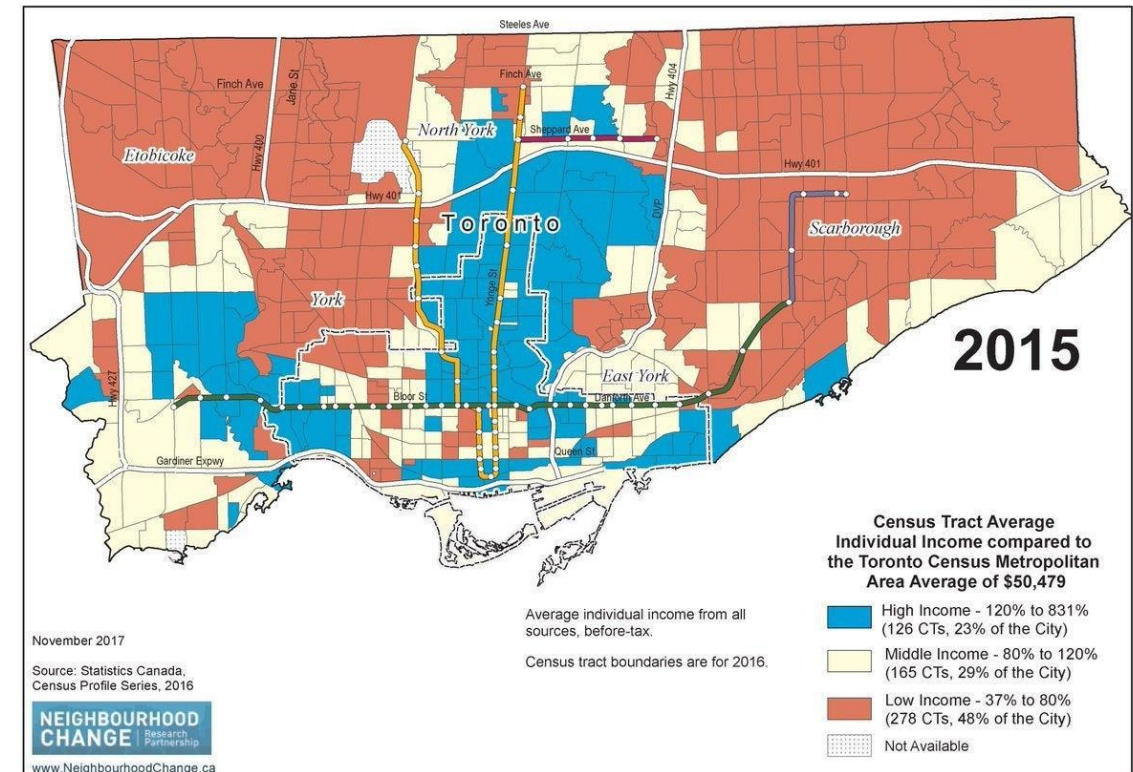 Steeles Ave
Finch Ave
Finch Ave
Jane St
Hwy 400
Hwy 404
North York
Sheppard Ave
Etobicoke
Hwy 401
Hwy 401
Toronto
DVP
Scarborough
York
Yonge St
2015
Hwy 427
East York
Bloor St
Danforth Ave
Queen St
Gardiner Expwy
Census Tract Average
Individual Income compared to
the Toronto Census Metropolitan
Area Average of $50,479
High Income - 120% to 831%
(126 CTs, 23% of the City)
Middle Income - 80% to 120%
(165 CTs, 29% of the City)
Low Income - 37% to 80%
(278 CTs, 48% of the City)
Not Available
Average individual income from all
sources, before-tax.
Census tract boundaries are for 2016.
November 2017
Source: Statistics Canada,
Census Profile Series, 2016
NEIGHBOURHOOD
CHANGE Research
Partnership
www.NeighbourhoodChange.ca